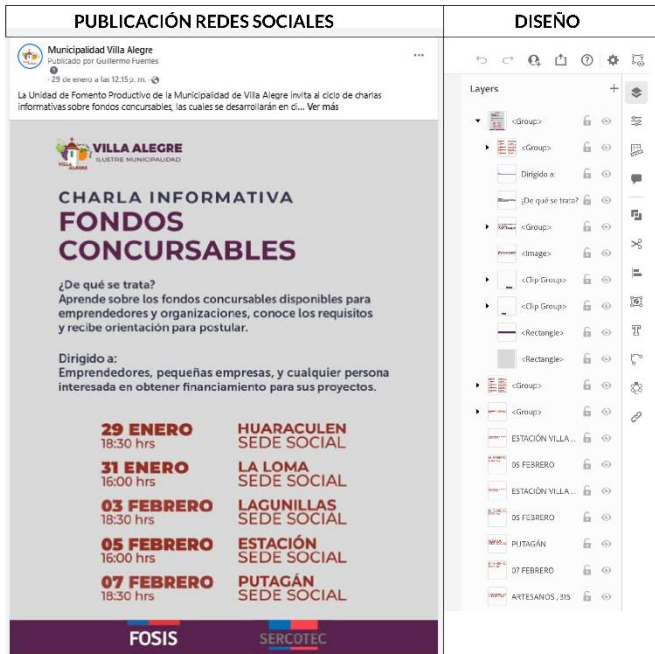 PUBLICACIÓN REDES SOCIALES
DISEÑO
Municipalidad Villa Alegre
Publicado por Guillermo Fuentes
· 29 de enero a las 12:15 p. m. ·
La Unidad de Fomento Productivo de la Municipalidad de Villa Alegre invita al ciclo de charlas
informativas sobre fondos concursables, las cuales se desarrollarán en di... Ver más
VILLA ALEGRE
ILUSTRE MUNICIPALIDAD
VILLA
ALEGRE
CHARLA INFORMATIVA
FONDOS
CONCURSABLES
¿De qué se trata?
Aprende sobre los fondos concursables disponibles para
emprendedores y organizaciones, conoce los requisitos
y recibe orientación para postular.
Dirigido a:
Emprendedores, pequeñas empresas, y cualquier persona
interesada en obtener financiamiento para sus proyectos.
29 ENERO
18:30 hrs
HUARACULEN
SEDE SOCIAL
31 ENERO
16:00 hrs
LA LOMA
SEDE SOCIAL
03 FEBRERO
18:30 hrs
LAGUNILLAS
SEDE SOCIAL
05 FEBRERO
16:00 hrs
ESTACIÓN
SEDE SOCIAL
07 FEBRERO
18:30 hrs
PUTAGÁN
SEDE SOCIAL
FOSIS
SERCOTEC
Layers
<Group>
<Group>
Dirigido a:
¿De qué se trata?
<Group>
<Image>
<Clip Group>
<Clip Group>
<Rectangle>
<Rectangle>
<Group>
<Group>
ESTACIÓN VILLA ...
05 FEBRERO
ESTACIÓN VILLA ...
05 FEBRERO
PUTAGÁN
07 FEBRERO
ARTESANOS , 315